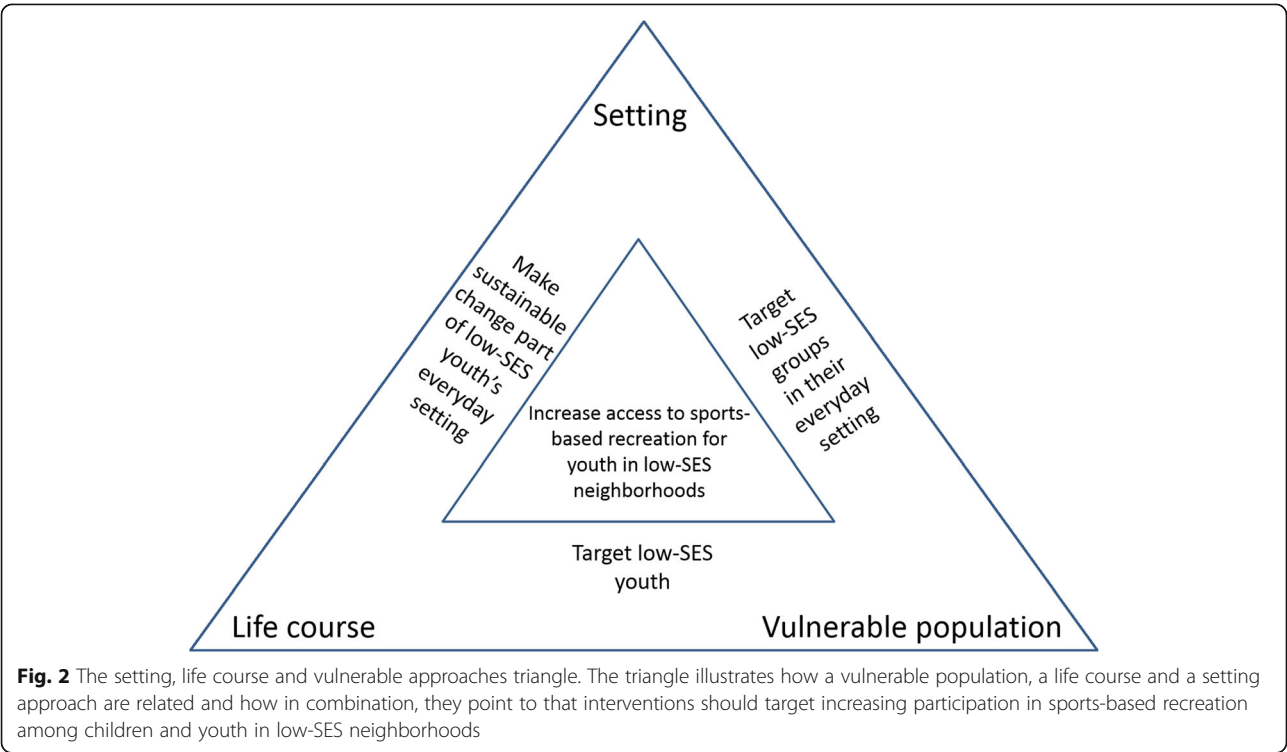 Setting
Make
sustainable
change part
of low-SES
youth's
everyday
setting
Target
low-SES
groups
in their
everyday
setting
Increase access to sports-
based recreation for
youth in low-SES
neighborhoods
Target low-SES
youth
Life course
Vulnerable population
Fig. 2 The setting, life course and vulnerable approaches triangle. The triangle illustrates how a vulnerable population, a life course and a setting
approach are related and how in combination, they point to that interventions should target increasing participation in sports-based recreation
among children and youth in low-SES neighborhoods